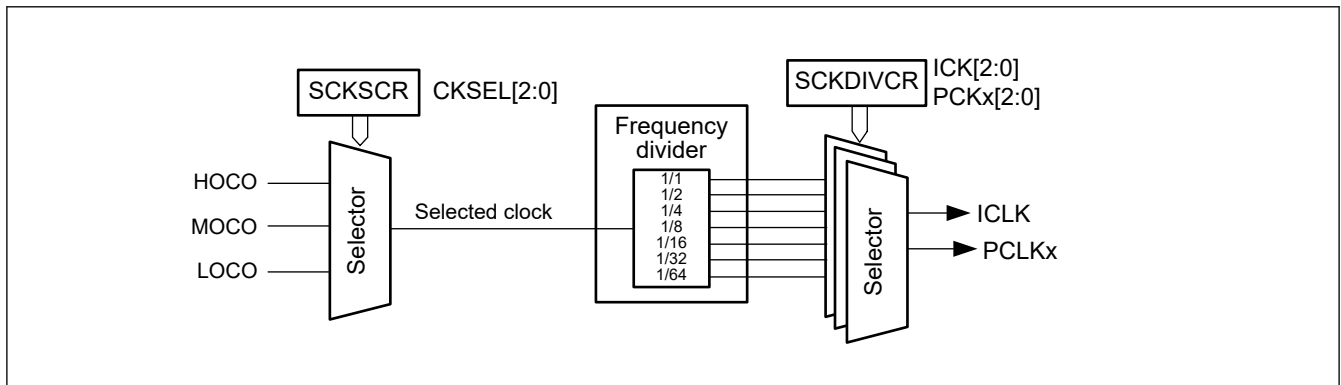 SCKSCR
CKSEL[2:0]
SCKDIVCR
ICK[2:0]
PCKx[2:0]
HOCO
MOCO
LOCO
Selector
Selected clock
Frequency
divider
1/1
1/2
1/4
1/8
1/16
1/32
1/64
Selector
ICLK
PCLKx